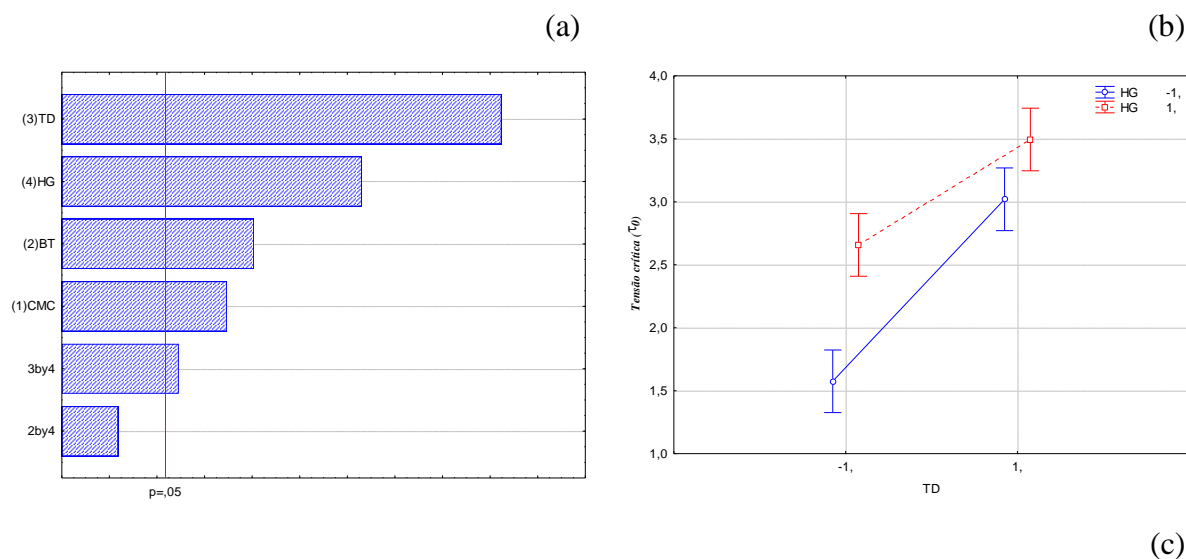 (a)
(3)TD
(4)HG
(2)BT
(1)CMC
3by4
2by4
p=,05
(b)
4,0
3,5
3,0
2,5
2,0
1,5
1,0
Tensão crítica (τ0)
HG -1,
HG 1,
-1, 1,
TD
(c)